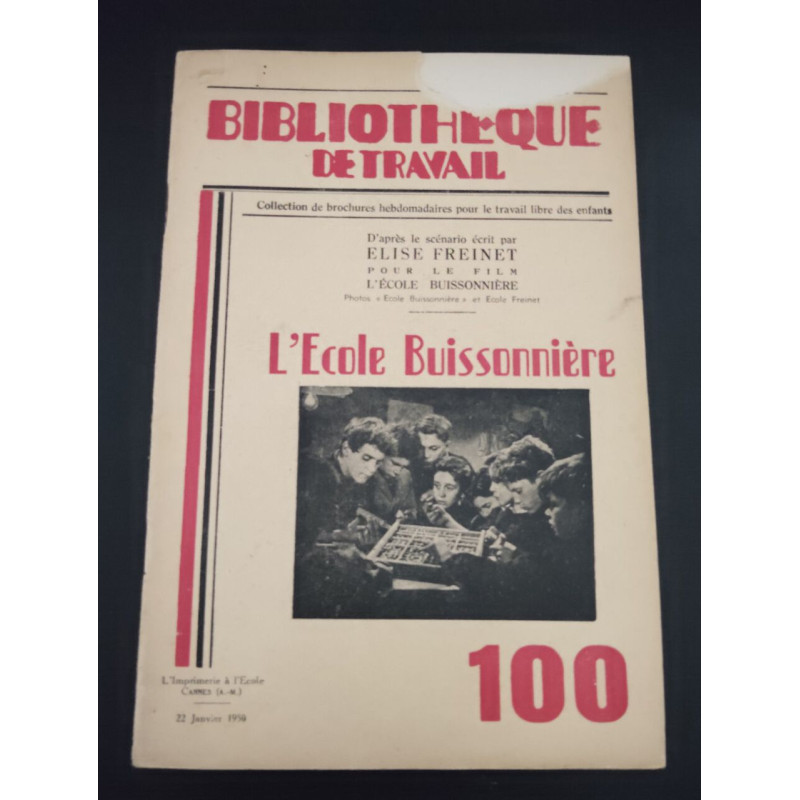 BIBLIOTHEQUE
DE TRAVAIL
Collection de brochures hebdomadaires pour le travail libre des enfants
D'après le scénario écrit par
ELISE FREINET
POUR LE FILM
L'ÉCOLE BUISSONNIÈRE
Photos « Ecole Buissonnière » et Ecole Freinet
L'Ecole Buissonnière
100
L'Imprimerie à l'Ecole
CANNES (A.-M.)
22 Janvier 1950